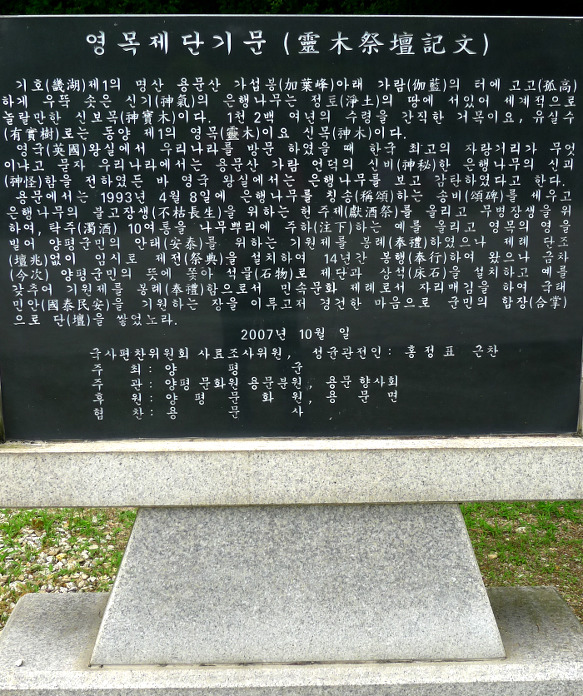 영목제단기문 (靈木祭壇記文)
기호(畿湖)제1의 명산 용문산 가섭봉(加葉峰)아래 가람(伽藍)의 터에 고고(孤高)
하게 우뚝 솟은 신기(神氣)의 은행나무는 정토(淨土)의 땅에 서있어 세계적으로
놀랄만한 신보목(神寶木)이다. 1천 2백 여년의 수령을 간직한 거목이요, 유실수
(有實樹)로는 동양 제1의 영목(靈木)이요 신목(神木)이다.
영국(英國)왕실에서 우리나라를 방문 하였을 때 한국 최고의 자랑거리가 무엇
이냐고 묻자 우리나라에서는 용문산 가람 언덕의 신비(神秘)한 은행나무의 신괴
(神怪)함을 전하였든 바 영국 왕실에서는 은행나무를 보고 감탄하였다고 한다.
용문에서는 1993년 4월 8일에 은행나무를 칭송(稱頌)하는 송비(頌碑)를 세우고
은행나무의 불고장생(不枯長生)을 위하는 헌주제(獻酒祭)를 올리고 무병장생을 위
하여, 탁주(濁酒) 10여통을 나무뿌리에 주하(注下)하는 예를 올리고 영목의 영을
빌어 양평군민의 안태(安泰)를 위하는 기원제를 봉례(奉禮)하였으나 제례 단조
(壇兆)없이 임시로 제전(祭典)을 설치하여 14년간 봉행(奉行)하여 왔으나 금차
(今次) 양평군민의 뜻에 쫓아 석물(石物)로 제단과 상석(床石)을 설치하고 예를
갖추어 기원제를 봉례(奉禮)함으로서 민속문화 제례로서 자리매김을 하여 국태
민안(國泰民安)을 기원하는 장을 이루고저 경건한 마음으로 군민의 합장(合掌)
으로 단(壇)을 쌓었노라.
2007년 10월 일
국사편찬위원회 사료조사위원, 성균관전인 : 홍정표 근찬
주 최 : 양 평 군
주 관 : 양평 문화원 용문분원, 용문 향사회
후 원 : 양 평 문 화 원, 용 문 면
협 찬 : 용 문 사